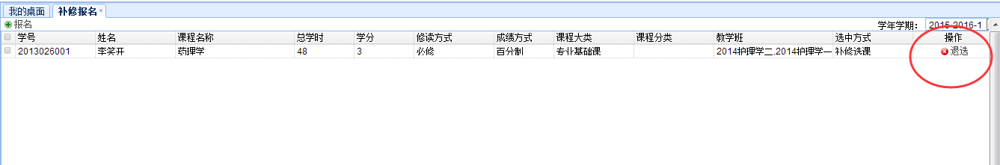 我的桌面 补修报名
报名 学年学期： 2015-2016-1
学号 姓名 课程名称 总学时 学分 修读方式 成绩方式 课程大类 课程分类 教学班 选中方式 操作
2013026001 李笑开 药理学 48 3 必修 百分制 专业基础课 2014护理学二,2014护理学一 补修选课 退选